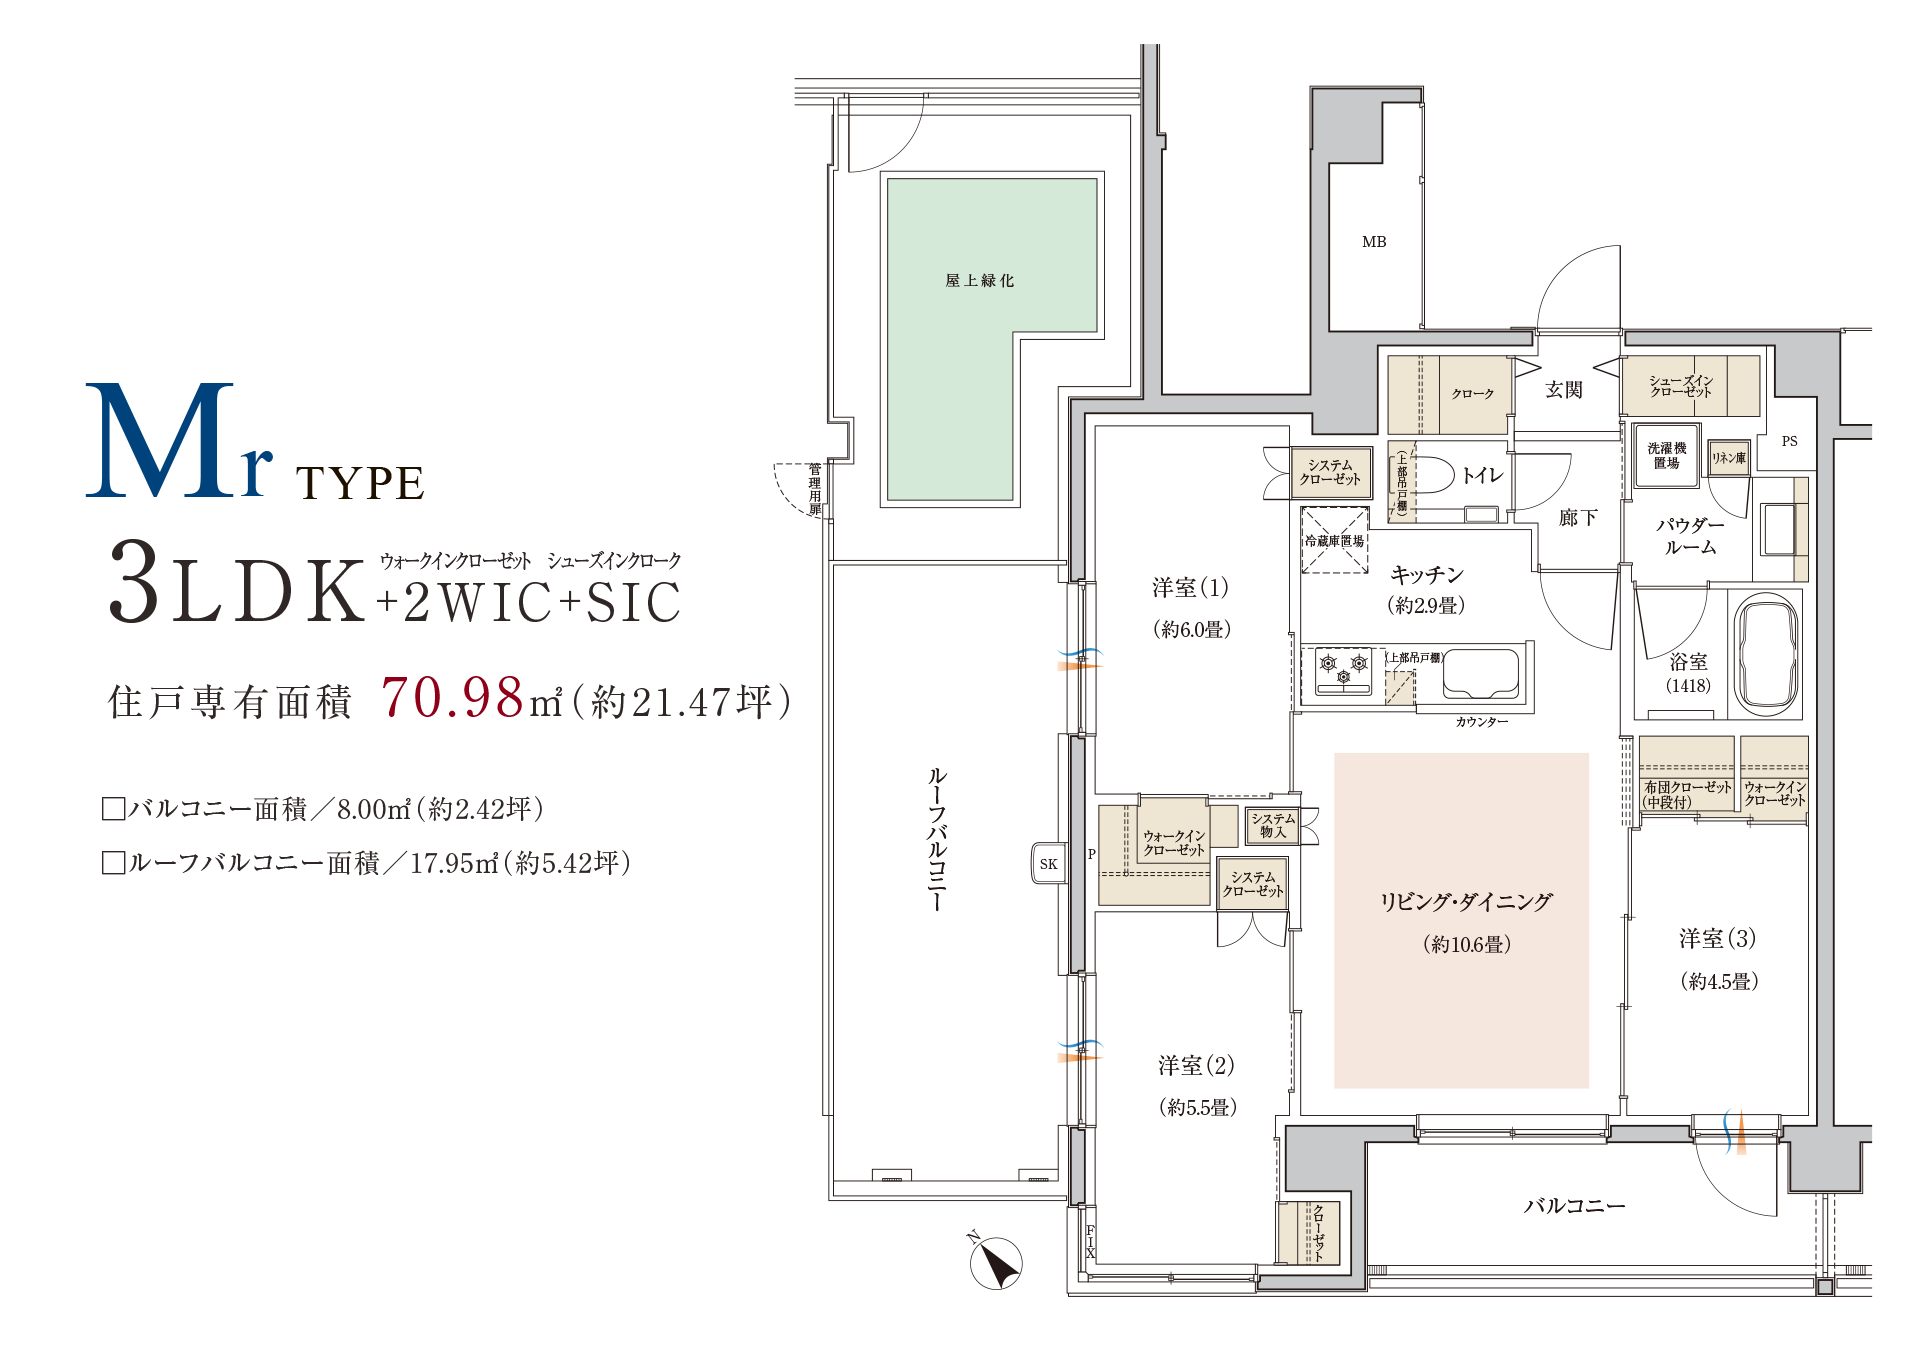 Mr TYPE
ウォークインクローゼット シューズインクローク
3LDK+2WIC+SIC
住戸専有面積 70.98㎡(約21.47坪)
□バルコニー面積／8.00㎡(約2.42坪)
□ルーフバルコニー面積／17.95㎡(約5.42坪)
MB
屋上緑化
管理用扉
クローク
玄関
シューズイン
クローゼット
PS
システム
クローゼット
(上部吊戸棚)
トイレ
洗濯機
置場
リネン庫
廊下
パウダー
ルーム
冷蔵庫置場
キッチン
(約2.9畳)
洋室(1)
(約6.0畳)
(上部吊戸棚)
カウンター
浴室
(1418)
布団クローゼット
(中段付)
ウォークイン
クローゼット
ルーフバルコニー
SK
P
ウォークイン
クローゼット
システム
物入
システム
クローゼット
リビング・ダイニング
(約10.6畳)
洋室(3)
(約4.5畳)
洋室(2)
(約5.5畳)
バルコニー
クローゼット
FIX
N